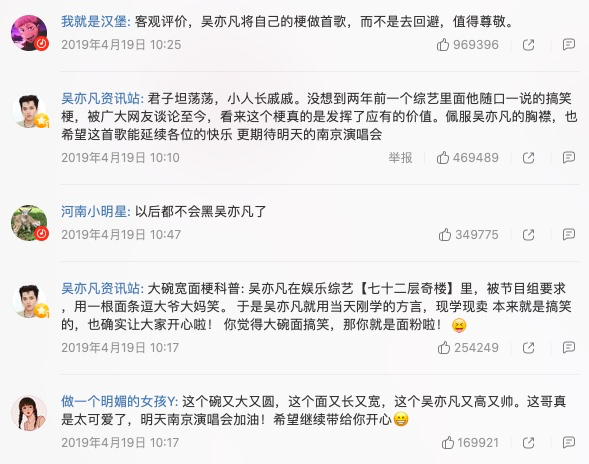 我就是汉堡: 客观评价，吴亦凡将自己的梗做首歌，而不是去回避，值得尊敬。
2019年4月19日 10:25 969396
吴亦凡资讯站: 君子坦荡荡，小人长戚戚。没想到两年前一个综艺里面他随口一说的搞笑
梗，被广大网友谈论至今，看来这个梗真的是发挥了应有的价值。佩服吴亦凡的胸襟，也
希望这首歌能延续各位的快乐 更期待明天的南京演唱会
2019年4月19日 10:10 举报 469489
河南小明星: 以后都不会黑吴亦凡了
2019年4月19日 10:47 349775
吴亦凡资讯站: 大碗宽面梗科普: 吴亦凡在娱乐综艺【七十二层奇楼】里，被节目组要求
，用一根面条逗大爷大妈笑。 于是吴亦凡就用当天刚学的方言，现学现卖 本来就是搞笑
的，也确实让大家开心啦！ 你觉得大碗面搞笑，那你就是面粉啦！ 😝
2019年4月19日 10:17 254249
做一个明媚的女孩Y: 这个碗又大又圆，这个面又长又宽，这个吴亦凡又高又帅。这哥真
是太可爱了，明天南京演唱会加油！希望继续带给你开心😁
2019年4月19日 10:17 169921